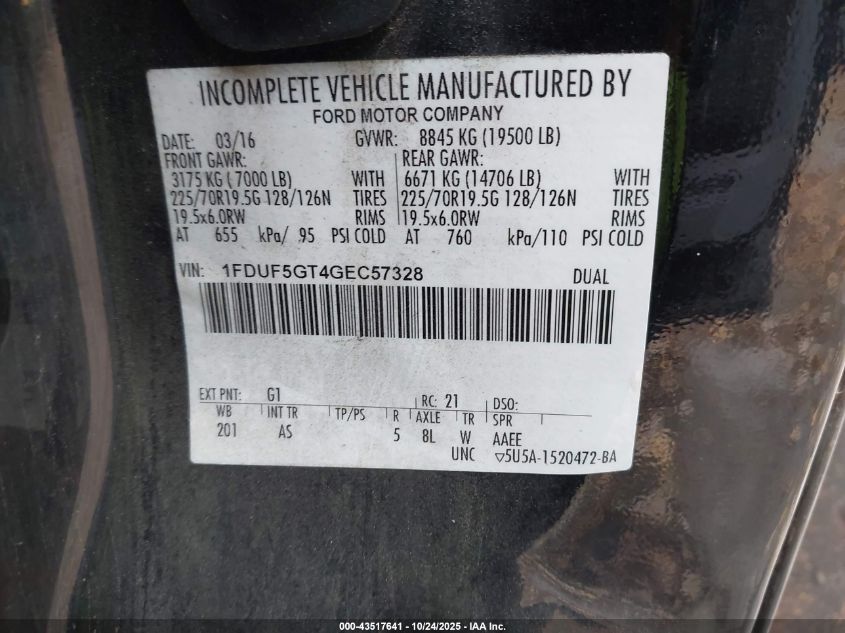 INCOMPLETE VEHICLE MANUFACTURED BY
FORD MOTOR COMPANY
DATE: 03/16 GVWR: 8845 KG (19500 LB)
FRONT GAWR: REAR GAWR:
3175 KG (7000 LB) WITH 6671 KG (14706 LB) WITH
225/70R19.5G 128/126N TIRES 225/70R19.5G 128/126N TIRES
19.5x6.0RW RIMS 19.5x6.0RW RIMS
AT 655 kPa/ 95 PSI COLD AT 760 kPa/110 PSI COLD
VIN: 1FDUF5GT4GEC57328 DUAL
EXT PNT: G1 RC: 21 DSO:
WB INT TR TP/PS R AXLE TR SPR
201 AS 5 8L W AAEE
UNC ▽5U5A-1520472-BA
000-43517641 - 10/24/2025 - IAA Inc.